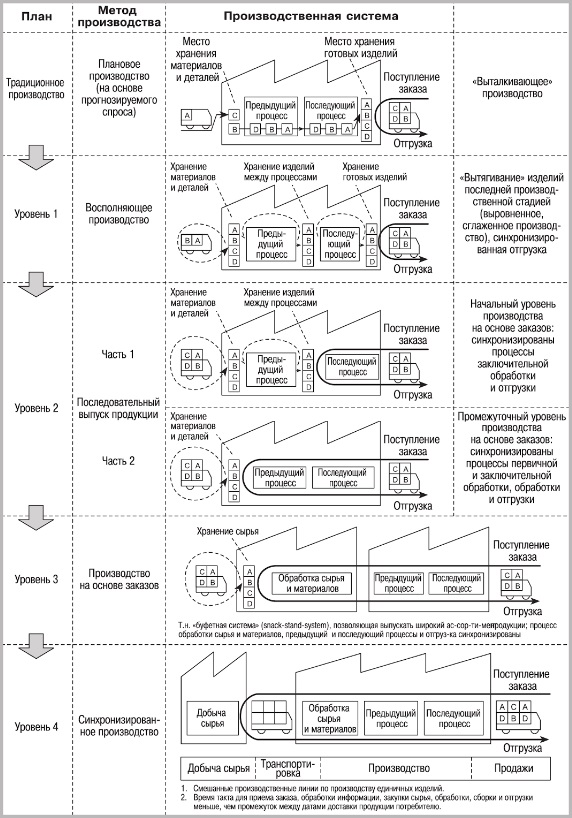 План
Метод
производства
Производственная система
Традиционное
производство
Плановое
производство
(на основе
прогнозируемого
спроса)
Место
хранения
материалов
и деталей
Место хранения
готовых изделий
Предыдущий
процесс
Последующий
процесс
Поступление
заказа
Отгрузка
A
C
B
D B A
D B A
A
B
C
D
C A
D B
«Выталкивающее»
производство
Уровень 1
Восполняющее
производство
Хранение
материалов
и деталей
Хранение изделий
между процессами
Хранение
готовых изделий
Преды-
дущий
процесс
Последу-
ющий
процесс
Поступление
заказа
Отгрузка
B A
A
B
C
D
A
B
C
D
A
B
C
D
C A
D B
«Вытягивание» изделий
последней производ-
ственной стадией
(выровненное,
сглаженное производ-
ство), синхронизиро-
ванная отгрузка
Уровень 2
Последовательный
выпуск продукции
Часть 1
Хранение
материалов
и деталей
Хранение изделий
между процессами
Преды-
дущий
процесс
Последующий
процесс
Поступление
заказа
Отгрузка
C A
D B
A
B
C
D
A
B
C
D
C A
D B
Начальный уровень
производства
на основе заказов:
синхронизированы
процессы
заключительной
обработки
и отгрузки
Часть 2
Хранение
материалов
и деталей
Предыдущий
процесс
Последующий
процесс
Поступление
заказа
Отгрузка
C A
D B
A
B
C
D
C A
D B
Промежуточный уровень
производства
на основе заказов:
синхронизированы
процессы первичной
и заключительной
обработки, обработки
и отгрузки
Уровень 3
Производство
на основе заказов
Хранение сырья
Обработка сырья
и материалов
Предыдущий
процесс
Последующий
процесс
Поступление
заказа
Отгрузка
C A
D B
A
B
C
D
C A
D B
Т.н. «буфетная система» (snack-stand-system), позволяющая выпускать широкий ас-сор-ти-мепродукции; процесс
обработки сырья и материалов, предыдущий и последующий процессы и отгруз-ка синхронизированы
Уровень 4
Синхронизирован-
ное производство
Добыча
сырья
Обработка
сырья
и материалов
Предыдущий
процесс
Последующий
процесс
Поступление
заказа
Отгрузка
A C A
D B D
Добыча сырья
Транспорти-
ровка
Производство
Продажи
1. Смешанные производственные линии по производству единичных изделий.
2. Время такта для приема заказа, обработки информации, закупки сырья, обработки, сборки и отгрузки
меньше, чем промежуток между датами доставки продукции потребителю.